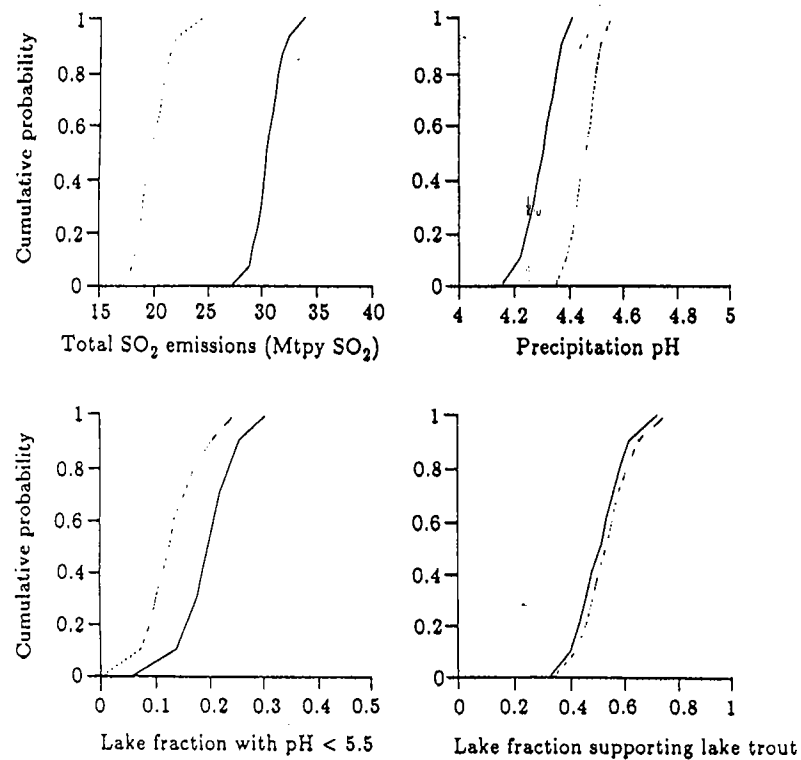 Cumulative probability
1
0.8
0.6
0.4
0.2
0
15 20 25 30 35 40
Total SO₂ emissions (Mtpy SO₂)
1
0.8
0.6
0.4
0.2
0
4 4.2 4.4 4.6 4.8 5
Precipitation pH
Cumulative probability
1
0.8
0.6
0.4
0.2
0
0 0.1 0.2 0.3 0.4 0.5
Lake fraction with pH < 5.5
1
0.8
0.6
0.4
0.2
0
0 0.2 0.4 0.6 0.8 1
Lake fraction supporting lake trout